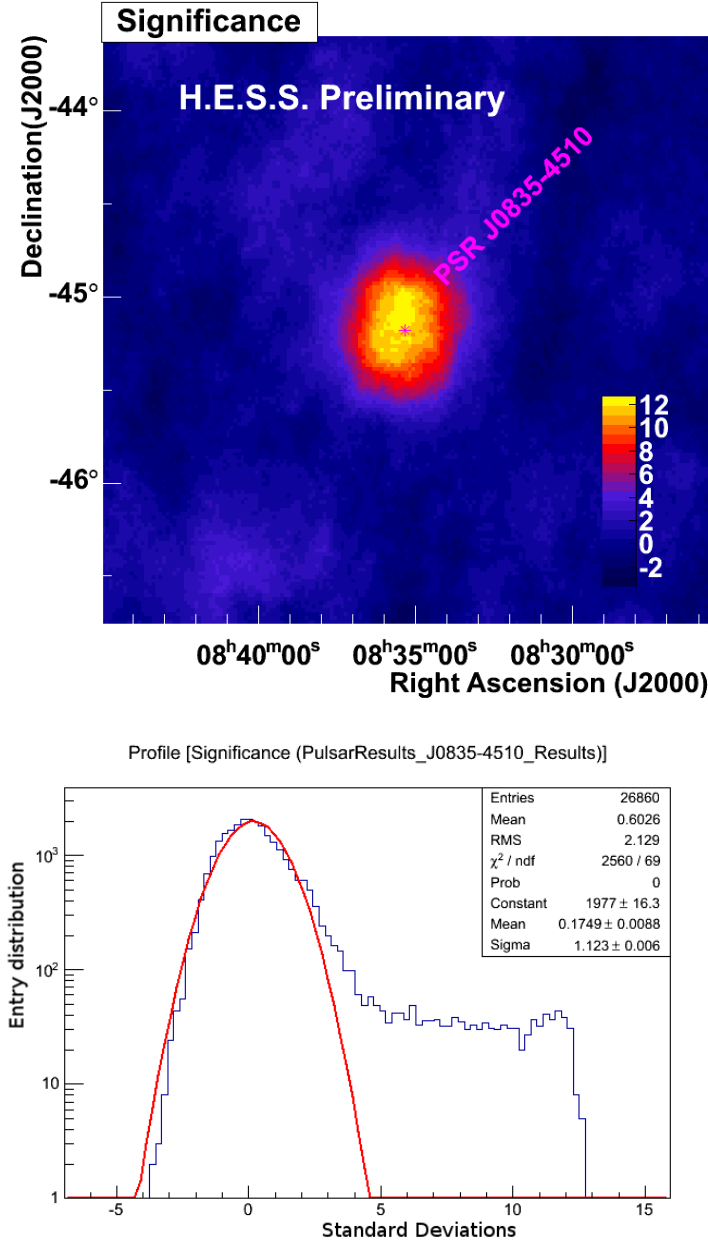 Significance
H.E.S.S. Preliminary
PSR J0835-4510
Declination(J2000)
-44°
-45°
-46°
12
10
8
6
4
2
0
-2
08h40m00s 08h35m00s 08h30m00s
Right Ascension (J2000)
Profile [Significance (PulsarResults_J0835-4510_Results)]
Entries 26860
Mean 0.6026
RMS 2.129
χ² / ndf 2560 / 69
Prob 0
Constant 1977 ± 16.3
Mean 0.1749 ± 0.0088
Sigma 1.123 ± 0.006
Entry distribution
10³
10²
10
1
-5 0 5 10 15
Standard Deviations